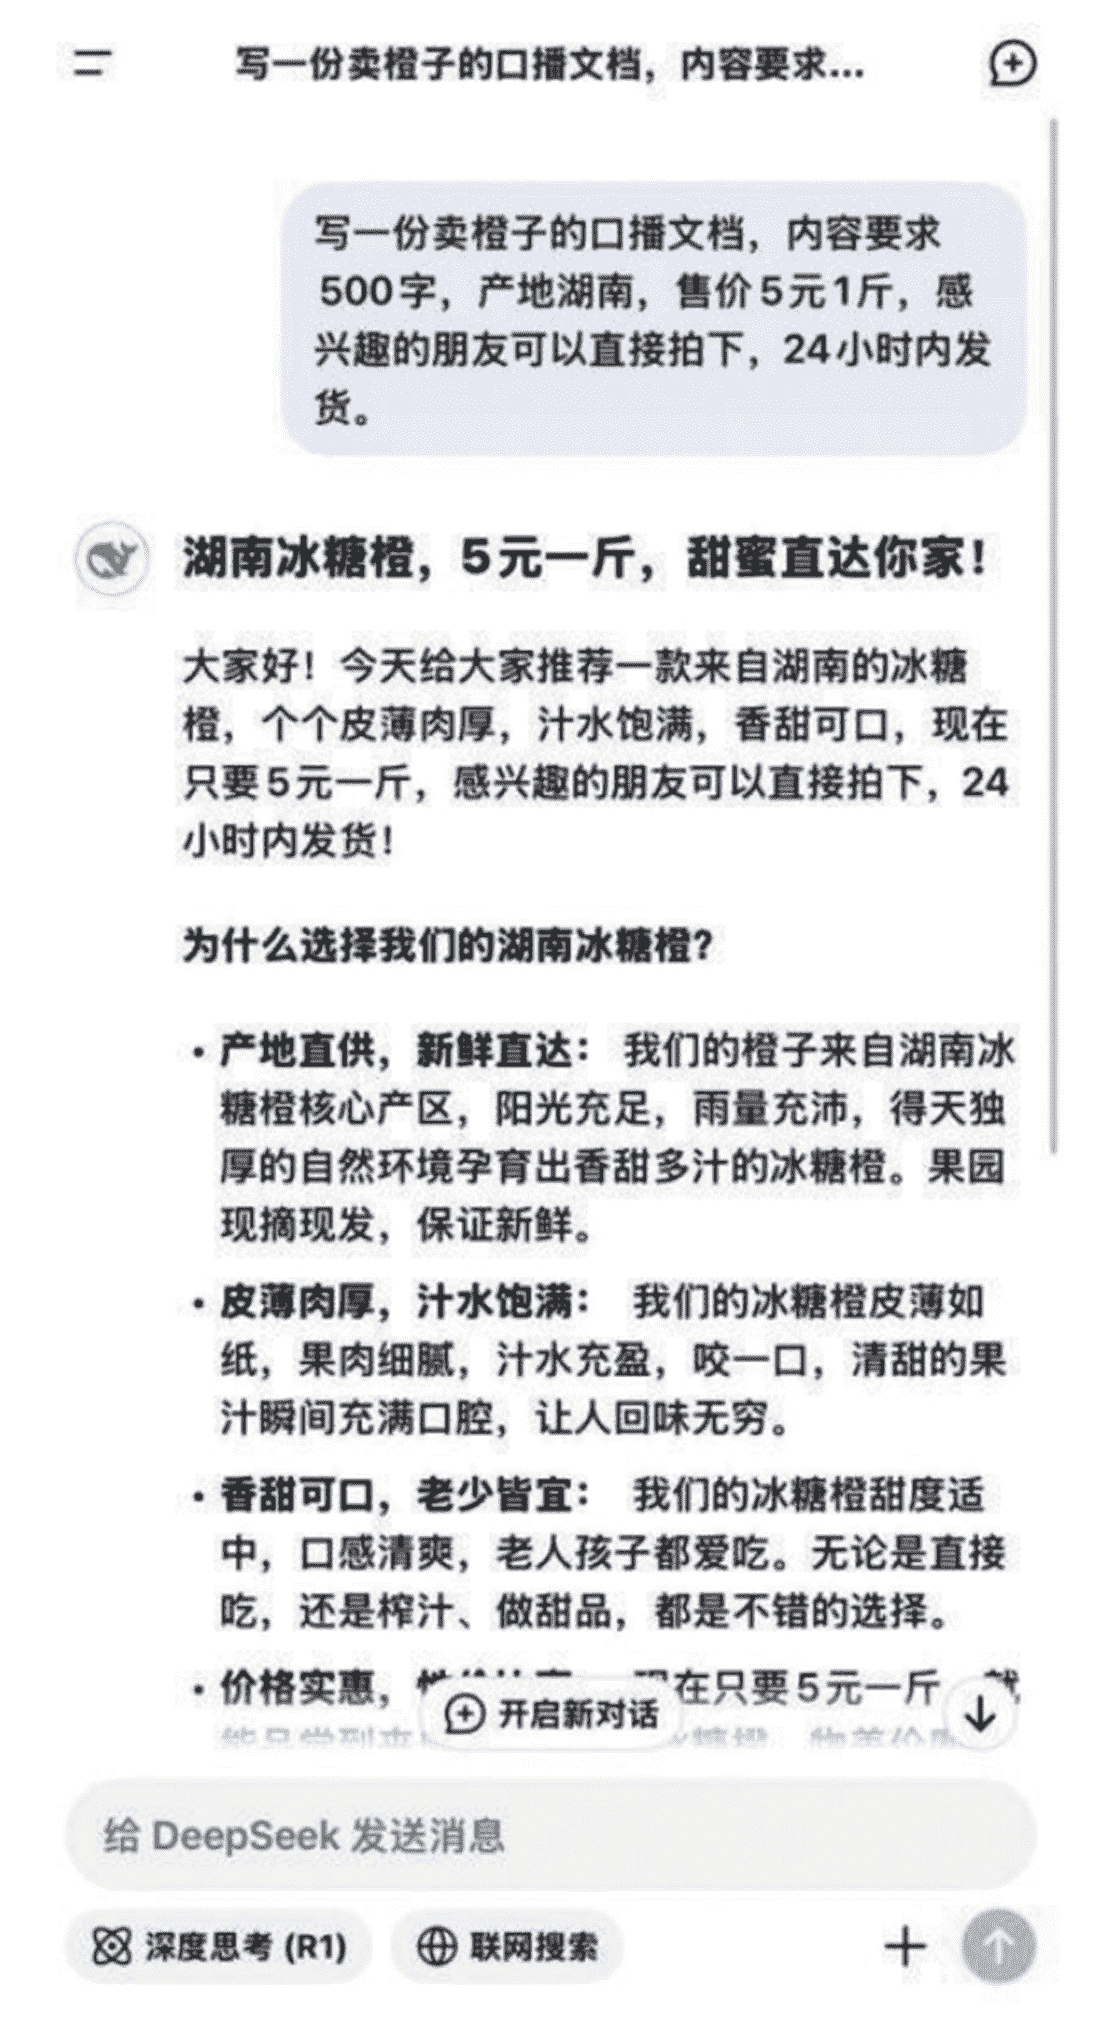 写一份卖橙子的口播文档，内容要求...
写一份卖橙子的口播文档，内容要求
500字，产地湖南，售价5元1斤，感
兴趣的朋友可以直接拍下，24小时内发
货。
湖南冰糖橙，5元一斤，甜蜜直达你家！
大家好！今天给大家推荐一款来自湖南的冰糖
橙，个个皮薄肉厚，汁水饱满，香甜可口，现在
只要5元一斤，感兴趣的朋友可以直接拍下，24
小时内发货！
为什么选择我们的湖南冰糖橙？
• 产地直供，新鲜直达： 我们的橙子来自湖南冰
糖橙核心产区，阳光充足，雨量充沛，得天独
厚的自然环境孕育出香甜多汁的冰糖橙。果园
现摘现发，保证新鲜。
• 皮薄肉厚，汁水饱满： 我们的冰糖橙皮薄如
纸，果肉细腻，汁水充盈，咬一口，清甜的果
汁瞬间充满口腔，让人回味无穷。
• 香甜可口，老少皆宜： 我们的冰糖橙甜度适
中，口感清爽，老人孩子都爱吃。无论是直接
吃，还是榨汁、做甜品，都是不错的选择。
• 价格实惠， 现在只要5元一斤 就
开启新对话
给 DeepSeek 发送消息
深度思考 (R1) 联网搜索